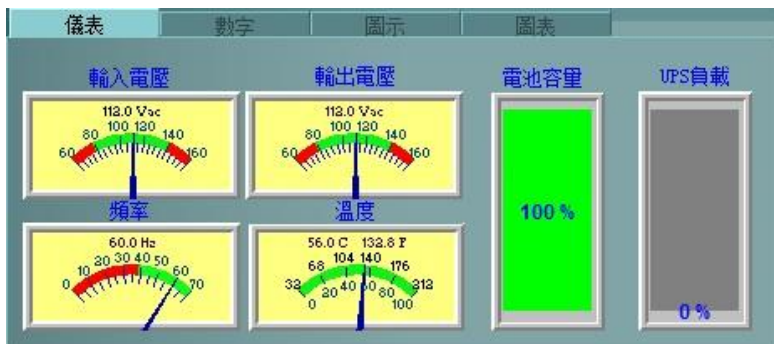 儀表 數字 圖示 圖表
輸入電壓 輸出電壓 電池容量 UPS負載
112.0 Vac
60 80 100 120 140 160
112.0 Vac
60 80 100 120 140 160
100 %
0 %
頻率 溫度
60.0 Hz
0 10 20 30 40 50 60 70
56.0 C 132.8 F
32 68 104 140 176 212
0 20 40 60 80 100